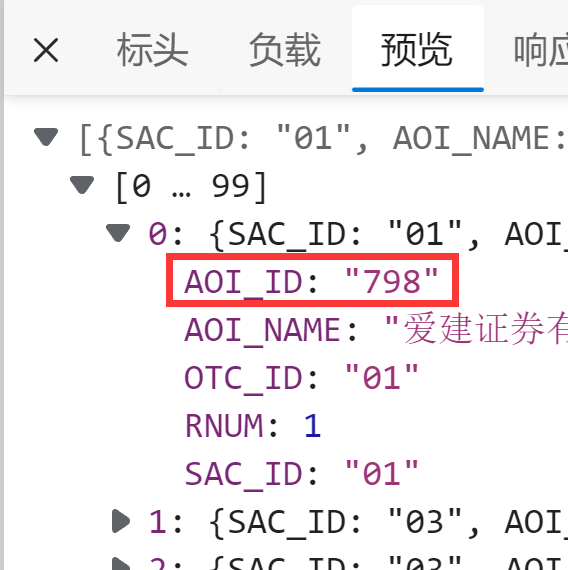 标头 负载 预览 响应
[{SAC_ID: "01", AOI_NAME:
[0 … 99]
0: {SAC_ID: "01", AOI_
AOI_ID: "798"
AOI_NAME: "爱建证券有
OTC_ID: "01"
RNUM: 1
SAC_ID: "01"
1: {SAC_ID: "03", AOI_
2: {SAC_ID: "03", AOI_